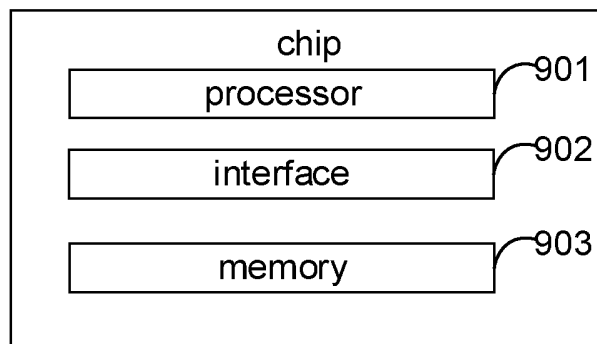 chip
processor 901
interface 902
memory 903